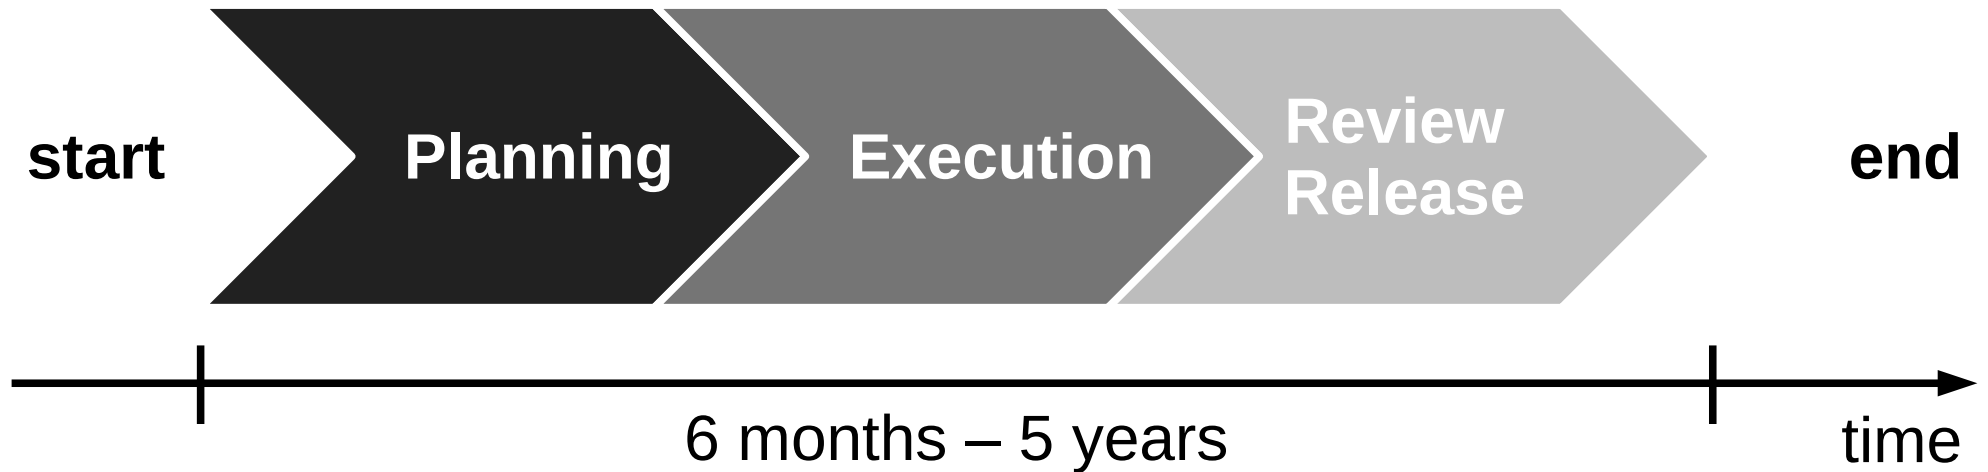 start
Planning
Execution
Review
Release
end
6 months – 5 years
time